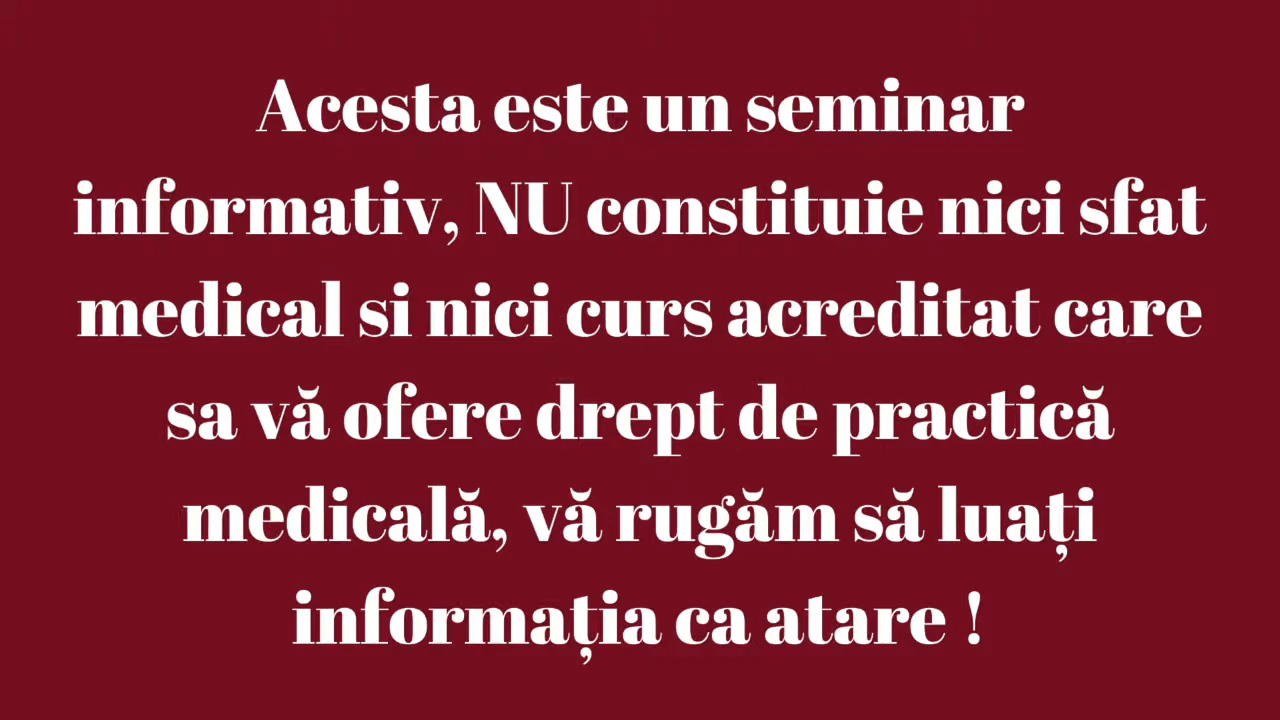 Acesta este un seminar
informativ, NU constituie nici sfat
medical si nici curs acreditat care
sa vă ofere drept de practică
medicală, vă rugăm să luați
informația ca atare !